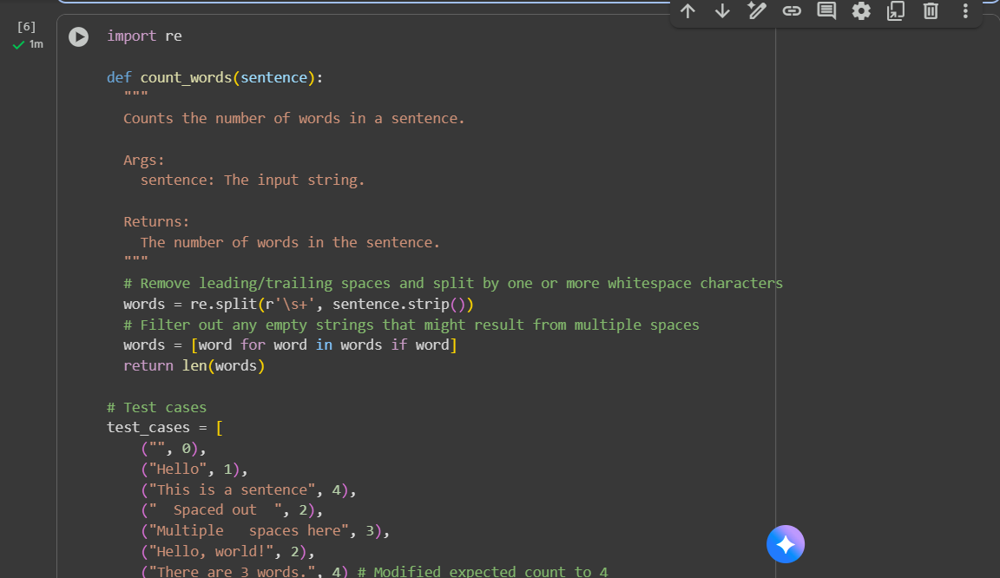 [6]
1m
import re
def count_words(sentence):
"""
Counts the number of words in a sentence.
Args:
sentence: The input string.
Returns:
The number of words in the sentence.
"""
# Remove leading/trailing spaces and split by one or more whitespace characters
words = re.split(r'\s+', sentence.strip())
# Filter out any empty strings that might result from multiple spaces
words = [word for word in words if word]
return len(words)
# Test cases
test_cases = [
("", 0),
("Hello", 1),
("This is a sentence", 4),
("  Spaced out  ", 2),
("Multiple   spaces here", 3),
("Hello, world!", 2),
("There are 3 words.", 4) # Modified expected count to 4